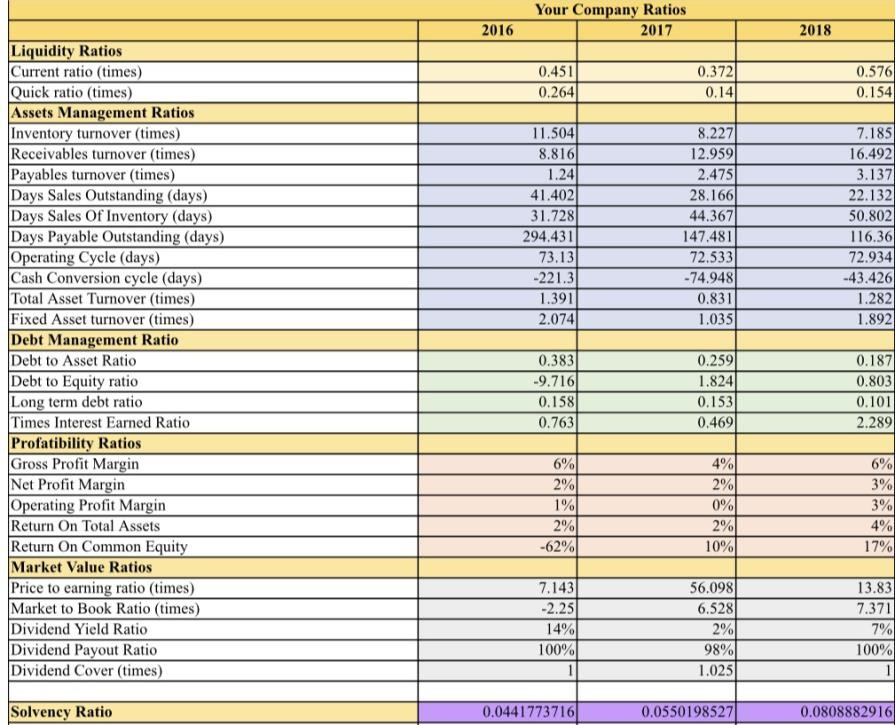 Your Company Ratios
2016 2017 2018
Liquidity Ratios
Current ratio (times) 0.451 0.372 0.576
Quick ratio (times) 0.264 0.14 0.154
Assets Management Ratios
Inventory turnover (times) 11.504 8.227 7.185
Receivables turnover (times) 8.816 12.959 16.492
Payables turnover (times) 1.24 2.475 3.137
Days Sales Outstanding (days) 41.402 28.166 22.132
Days Sales Of Inventory (days) 31.728 44.367 50.802
Days Payable Outstanding (days) 294.431 147.481 116.36
Operating Cycle (days) 73.13 72.533 72.934
Cash Conversion cycle (days) -221.3 -74.948 -43.426
Total Asset Turnover (times) 1.391 0.831 1.282
Fixed Asset turnover (times) 2.074 1.035 1.892
Debt Management Ratio
Debt to Asset Ratio 0.383 0.259 0.187
Debt to Equity ratio -9.716 1.824 0.803
Long term debt ratio 0.158 0.153 0.101
Times Interest Earned Ratio 0.763 0.469 2.289
Profatibility Ratios
Gross Profit Margin 6% 4% 6%
Net Profit Margin 2% 2% 3%
Operating Profit Margin 1% 0% 3%
Return On Total Assets 2% 2% 4%
Return On Common Equity -62% 10% 17%
Market Value Ratios
Price to earning ratio (times) 7.143 56.098 13.83
Market to Book Ratio (times) -2.25 6.528 7.371
Dividend Yield Ratio 14% 2% 7%
Dividend Payout Ratio 100% 98% 100%
Dividend Cover (times) 1 1.025 1
Solvency Ratio 0.0441773716 0.0550198527 0.0808882916